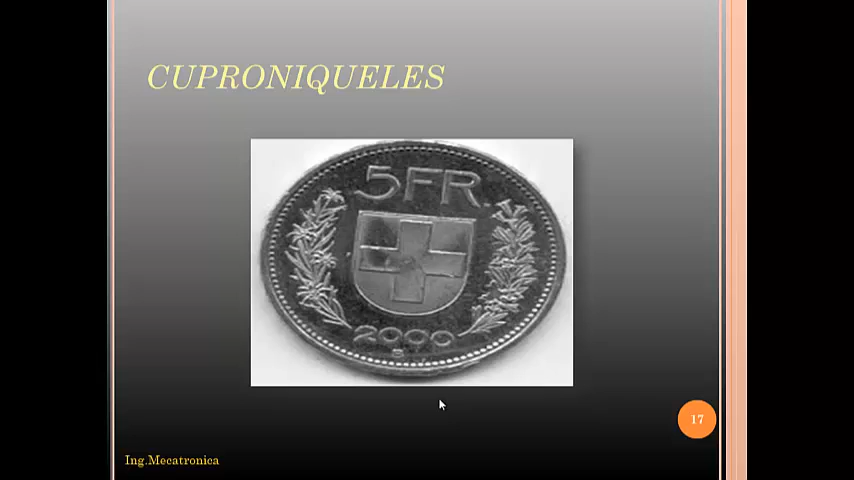 CUPRONIQUELES
5FR.
2000
B
17
Ing.Mecatronica